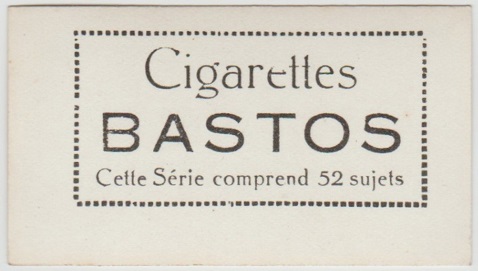 Cigarettes
BASTOS
Cette Série comprend 52 sujets